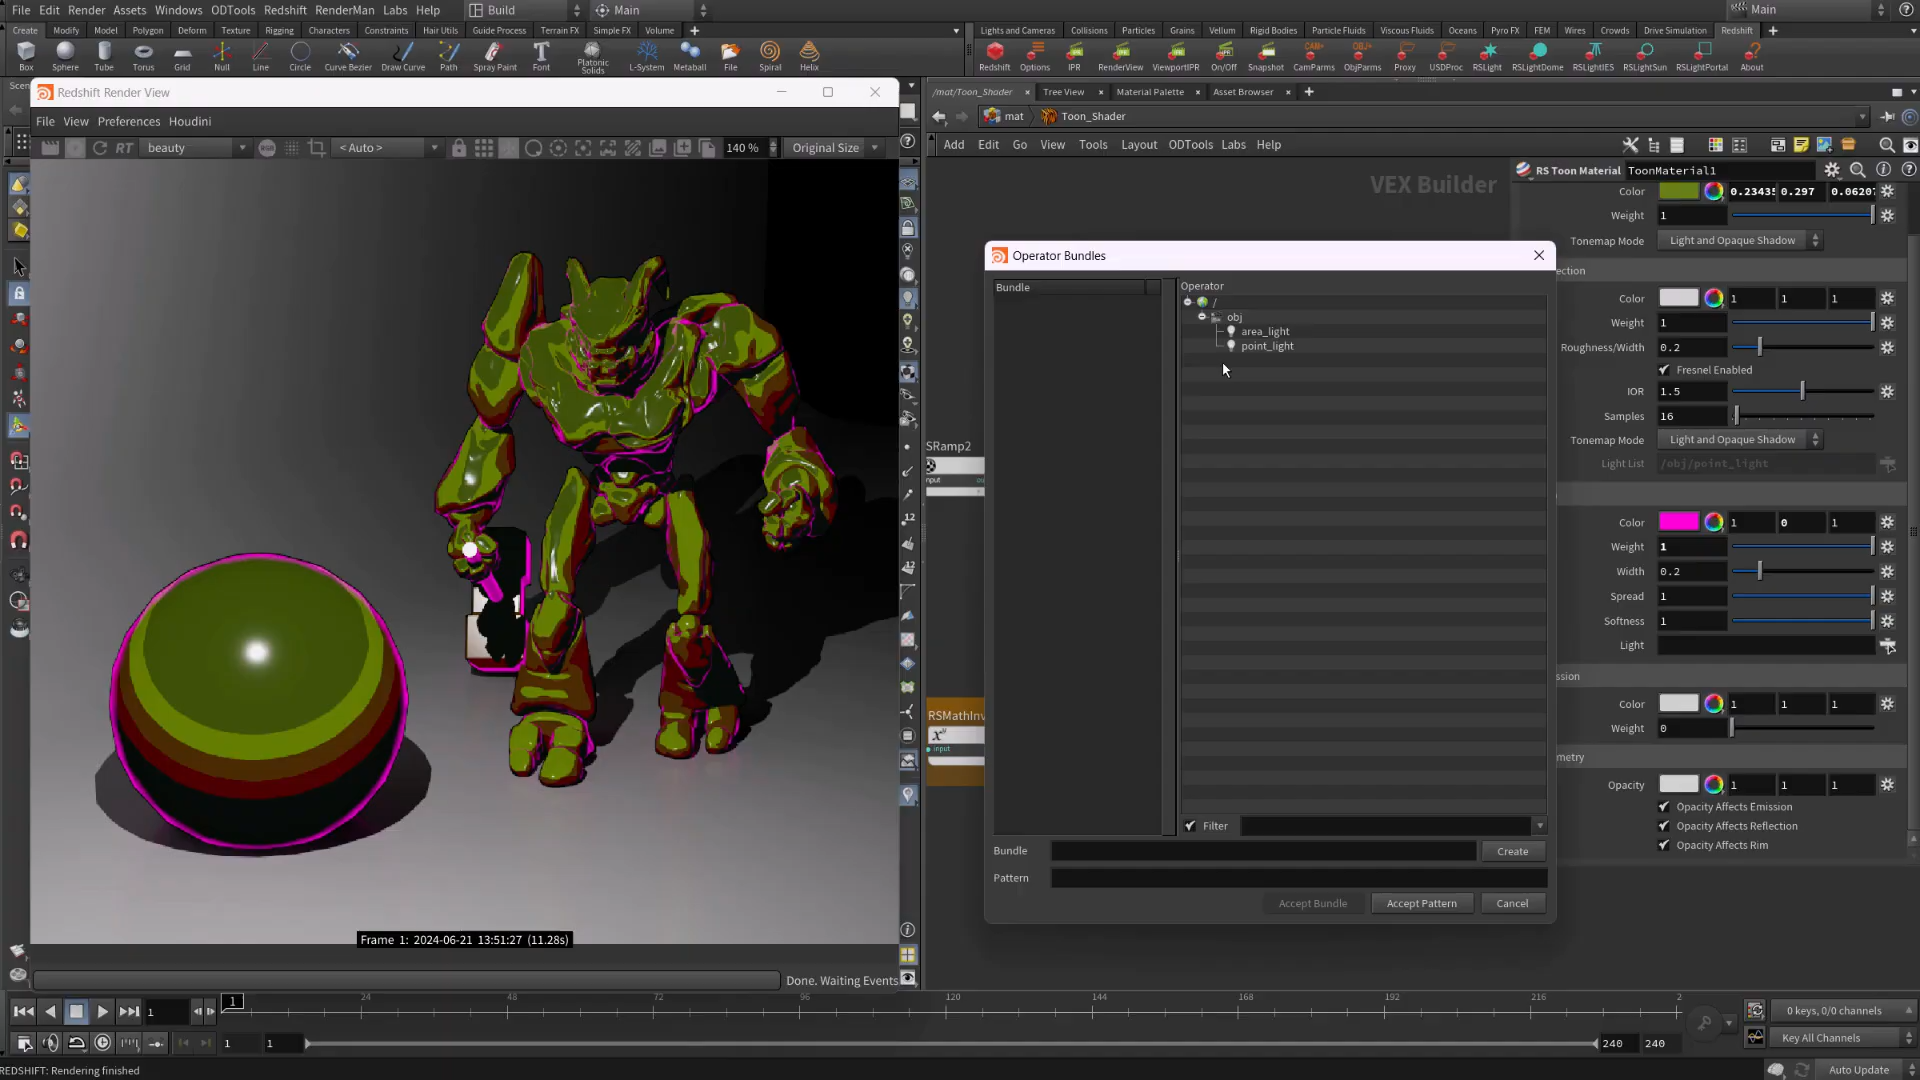 File Edit Render Assets Windows ODTools Redshift RenderMan Labs Help Build Main Main
Create Modify Model Polygon Deform Texture Rigging Characters Constraints Hair Utils Guide Process Terrain FX Simple FX Volume
Lights and Cameras Collisions Particles Grains Vellum Rigid Bodies Particle Fluids Viscous Fluids Oceans Pyro FX FEM Wires Crowds Drive Simulation Redshift
Box Sphere Tube Torus Grid Null Line Circle Curve Bezier Draw Curve Path Spray Paint Font Platonic Solids L-System Metaball File Spiral Helix
Redshift Options IPR RenderView ViewportIPR On/Off Snapshot CamParms ObjParms Proxy USDProc RSLight RSLightDome RSLightIES RSLightSun RSLightPortal About
Redshift Render View
/mat/Toon_Shader Tree View Material Palette Asset Browser
File View Preferences Houdini
mat Toon_Shader
RT beauty < Auto > 140 % Original Size
Add Edit Go View Tools Layout ODTools Labs Help
VEX Builder
RS Toon Material ToonMaterial1
Color 0.23435 0.297 0.06207
Weight 1
Tonemap Mode Light and Opaque Shadow
Operator Bundles
ection
Bundle
Operator
/
obj
area_light
point_light
Color 1 1 1
Weight 1
Roughness/Width 0.2
Fresnel Enabled
IOR 1.5
Samples 16
Tonemap Mode Light and Opaque Shadow
Light List /obj/point_light
SRamp2
nput
Color 1 0 1
Weight 1
Width 0.2
Spread 1
Softness 1
Light
ssion
Color 1 1 1
Weight 0
RSMathInv
input
metry
Opacity 1 1 1
Opacity Affects Emission
Opacity Affects Reflection
Opacity Affects Rim
Filter
Bundle Create
Pattern
Accept Bundle Accept Pattern Cancel
Frame 1: 2024-06-21 13:51:27 (11.28s)
Done. Waiting Events
1 1 24 48 72 96 120 144 168 192 216 2
0 keys, 0/0 channels
1 1 240 240
Key All Channels
REDSHIFT: Rendering finished
Auto Update